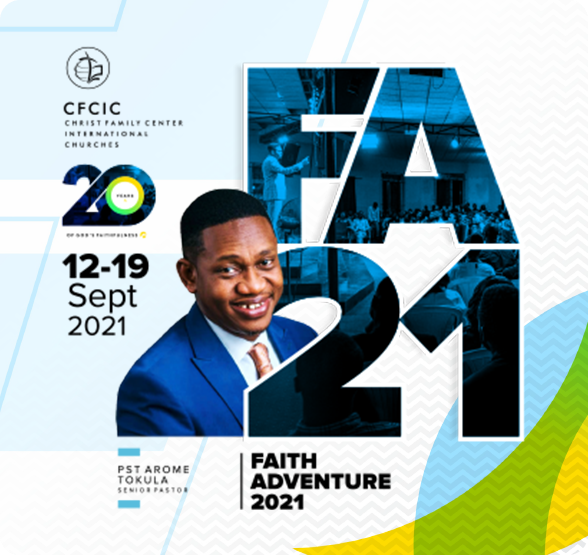 CFCIC
CHRIST FAMILY CENTER
INTERNATIONAL
CHURCHES
20
YEARS
OF GOD'S FAITHFULNESS
12-19
Sept
2021
FA
21
PST AROME
TOKULA
SENIOR PASTOR
FAITH
ADVENTURE
2021